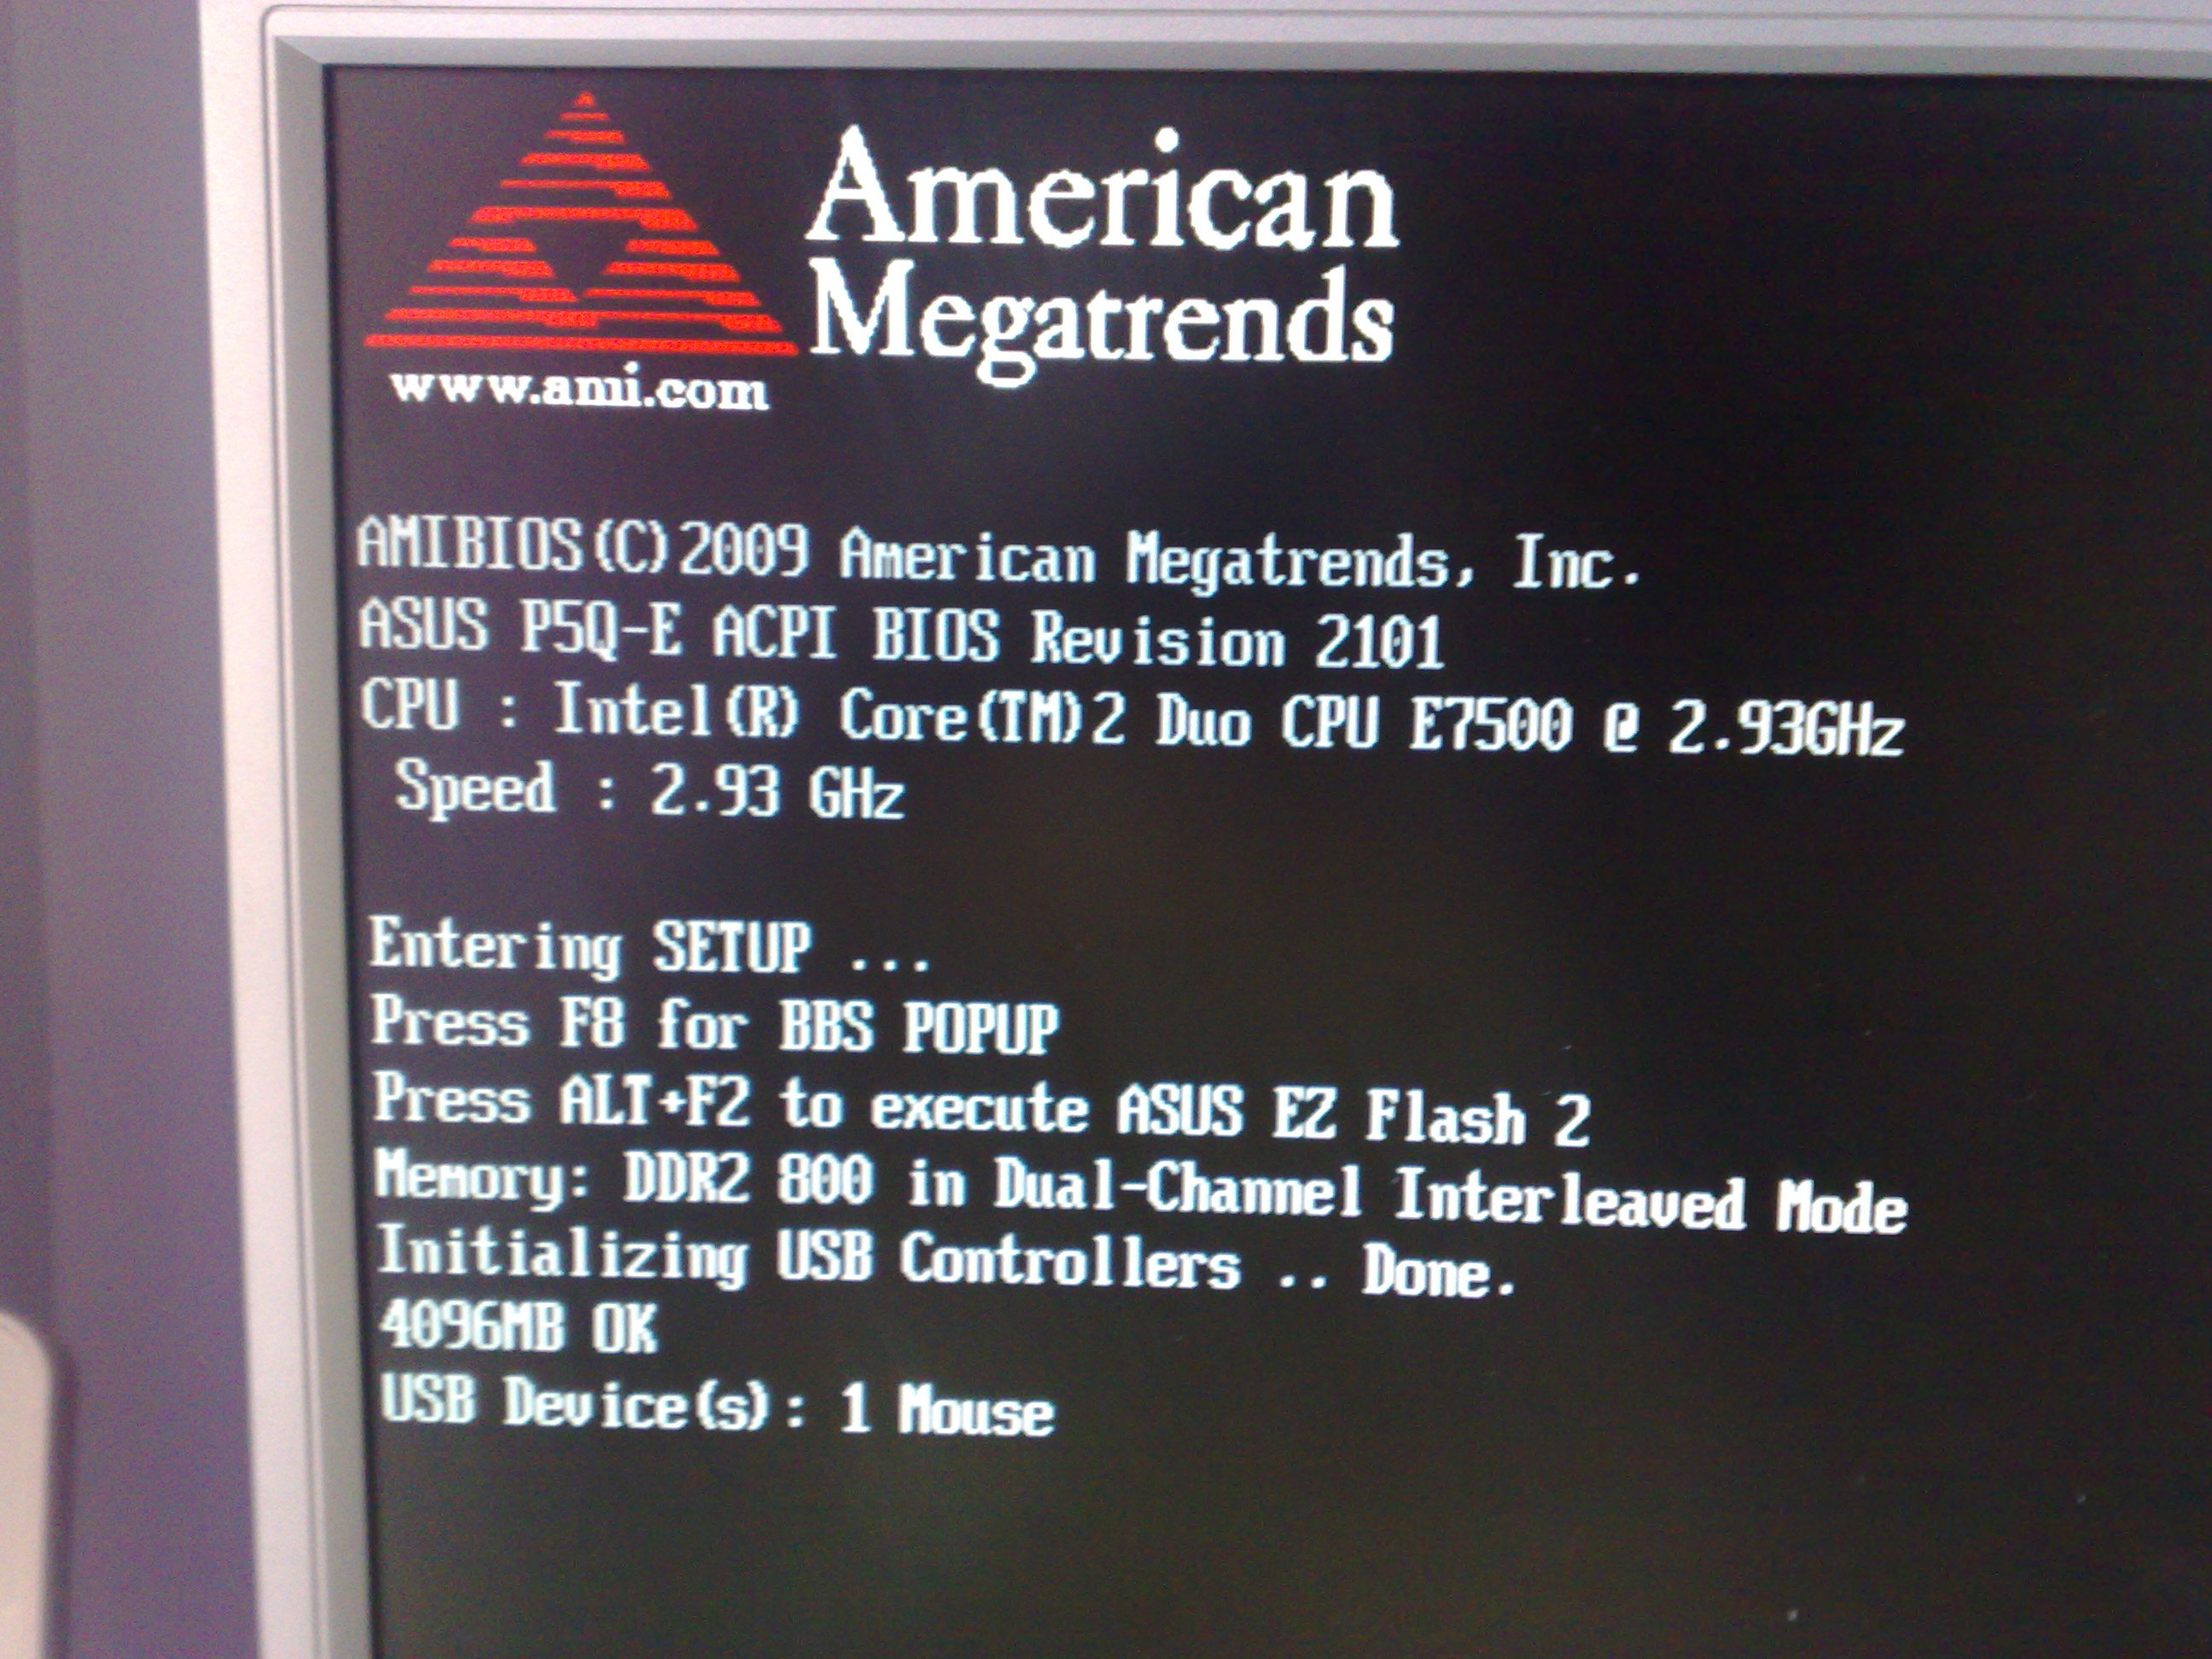 American
Megatrends
www.ami.com
AMIBIOS(C)2009 American Megatrends, Inc.
ASUS P5Q-E ACPI BIOS Revision 2101
CPU : Intel(R) Core(TM)2 Duo CPU E7500 @ 2.93GHz
Speed : 2.93 GHz
Entering SETUP ...
Press F8 for BBS POPUP
Press ALT+F2 to execute ASUS EZ Flash 2
Memory: DDR2 800 in Dual-Channel Interleaved Mode
Initializing USB Controllers .. Done.
4096MB OK
USB Device(s): 1 Mouse